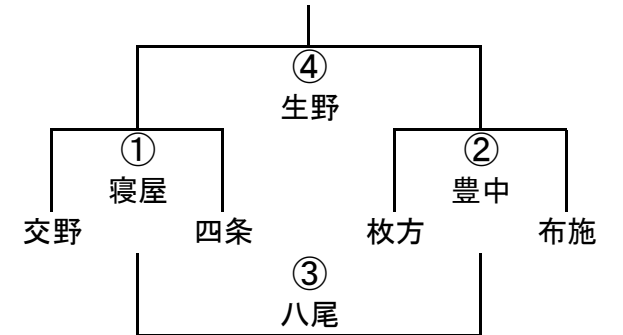 ④
生野
① ②
寝屋 豊中
交野 四条 枚方 布施
③
八尾